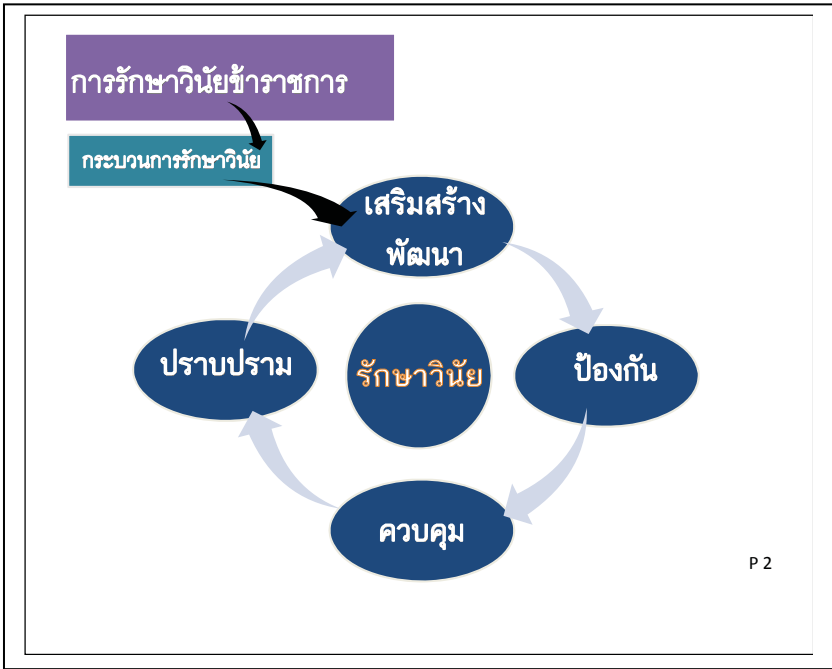 การรักษาวินัยข้าราชการ
กระบวนการรักษาวินัย
เสริมสร้าง
พัฒนา
ปราบปราม
รักษาวินัย
ป้องกัน
ควบคุม
P 2